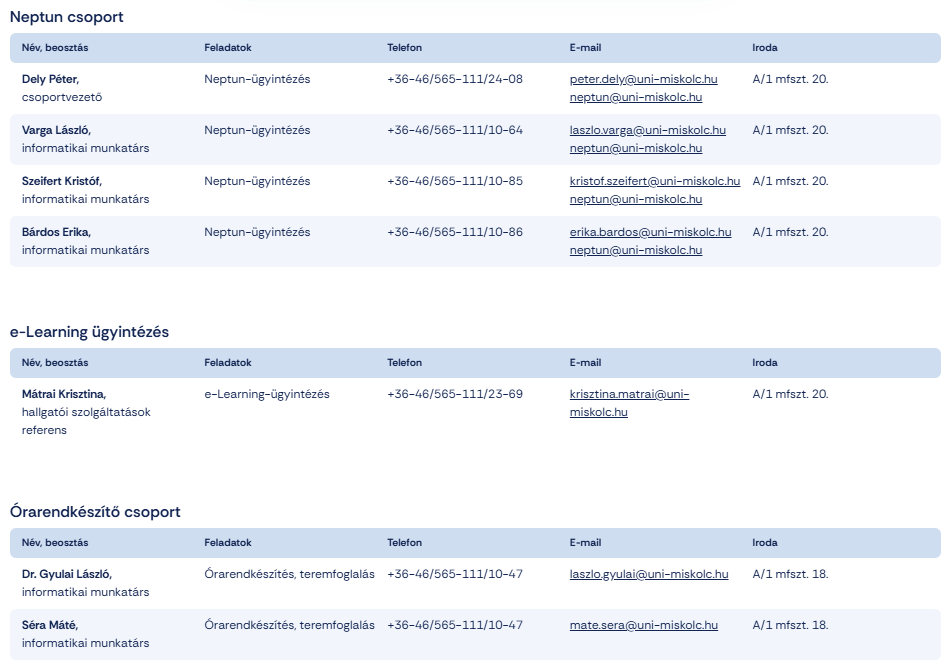 Neptun csoport
Név, beosztás Feladatok Telefon E-mail Iroda
Dely Péter, Neptun-ügyintézés +36-46/565-111/24-08 peter.dely@uni-miskolc.hu A/1 mfszt. 20.
csoportvezető neptun@uni-miskolc.hu
Varga László, Neptun-ügyintézés +36-46/565-111/10-64 laszlo.varga@uni-miskolc.hu A/1 mfszt. 20.
informatikai munkatárs neptun@uni-miskolc.hu
Szeifert Kristóf, Neptun-ügyintézés +36-46/565-111/10-85 kristof.szeifert@uni-miskolc.hu A/1 mfszt. 20.
informatikai munkatárs neptun@uni-miskolc.hu
Bárdos Erika, Neptun-ügyintézés +36-46/565-111/10-86 erika.bardos@uni-miskolc.hu A/1 mfszt. 20.
informatikai munkatárs neptun@uni-miskolc.hu
e-Learning ügyintézés
Név, beosztás Feladatok Telefon E-mail Iroda
Mátrai Krisztina, e-Learning-ügyintézés +36-46/565-111/23-69 krisztina.matrai@uni- A/1 mfszt. 20.
hallgatói szolgáltatások miskolc.hu
referens
Órarendkészítő csoport
Név, beosztás Feladatok Telefon E-mail Iroda
Dr. Gyulai László, Órarendkészítés, teremfoglalás +36-46/565-111/10-47 laszlo.gyulai@uni-miskolc.hu A/1 mfszt. 18.
informatikai munkatárs
Séra Máté, Órarendkészítés, teremfoglalás +36-46/565-111/10-47 mate.sera@uni-miskolc.hu A/1 mfszt. 18.
informatikai munkatárs